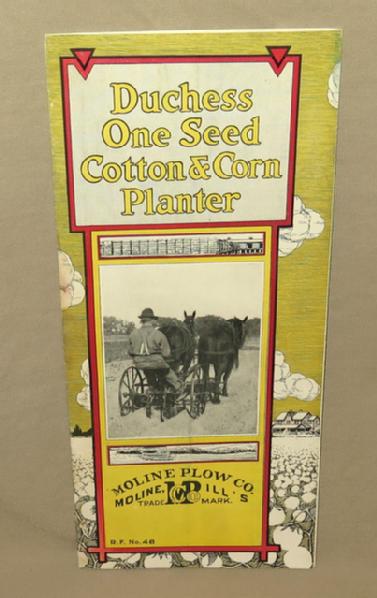 Duchess
One Seed
Cotton & Corn
Planter
MOLINE PLOW CO.
MOLINE, ILL'S
TRADE MARK.
B.F. No. 48